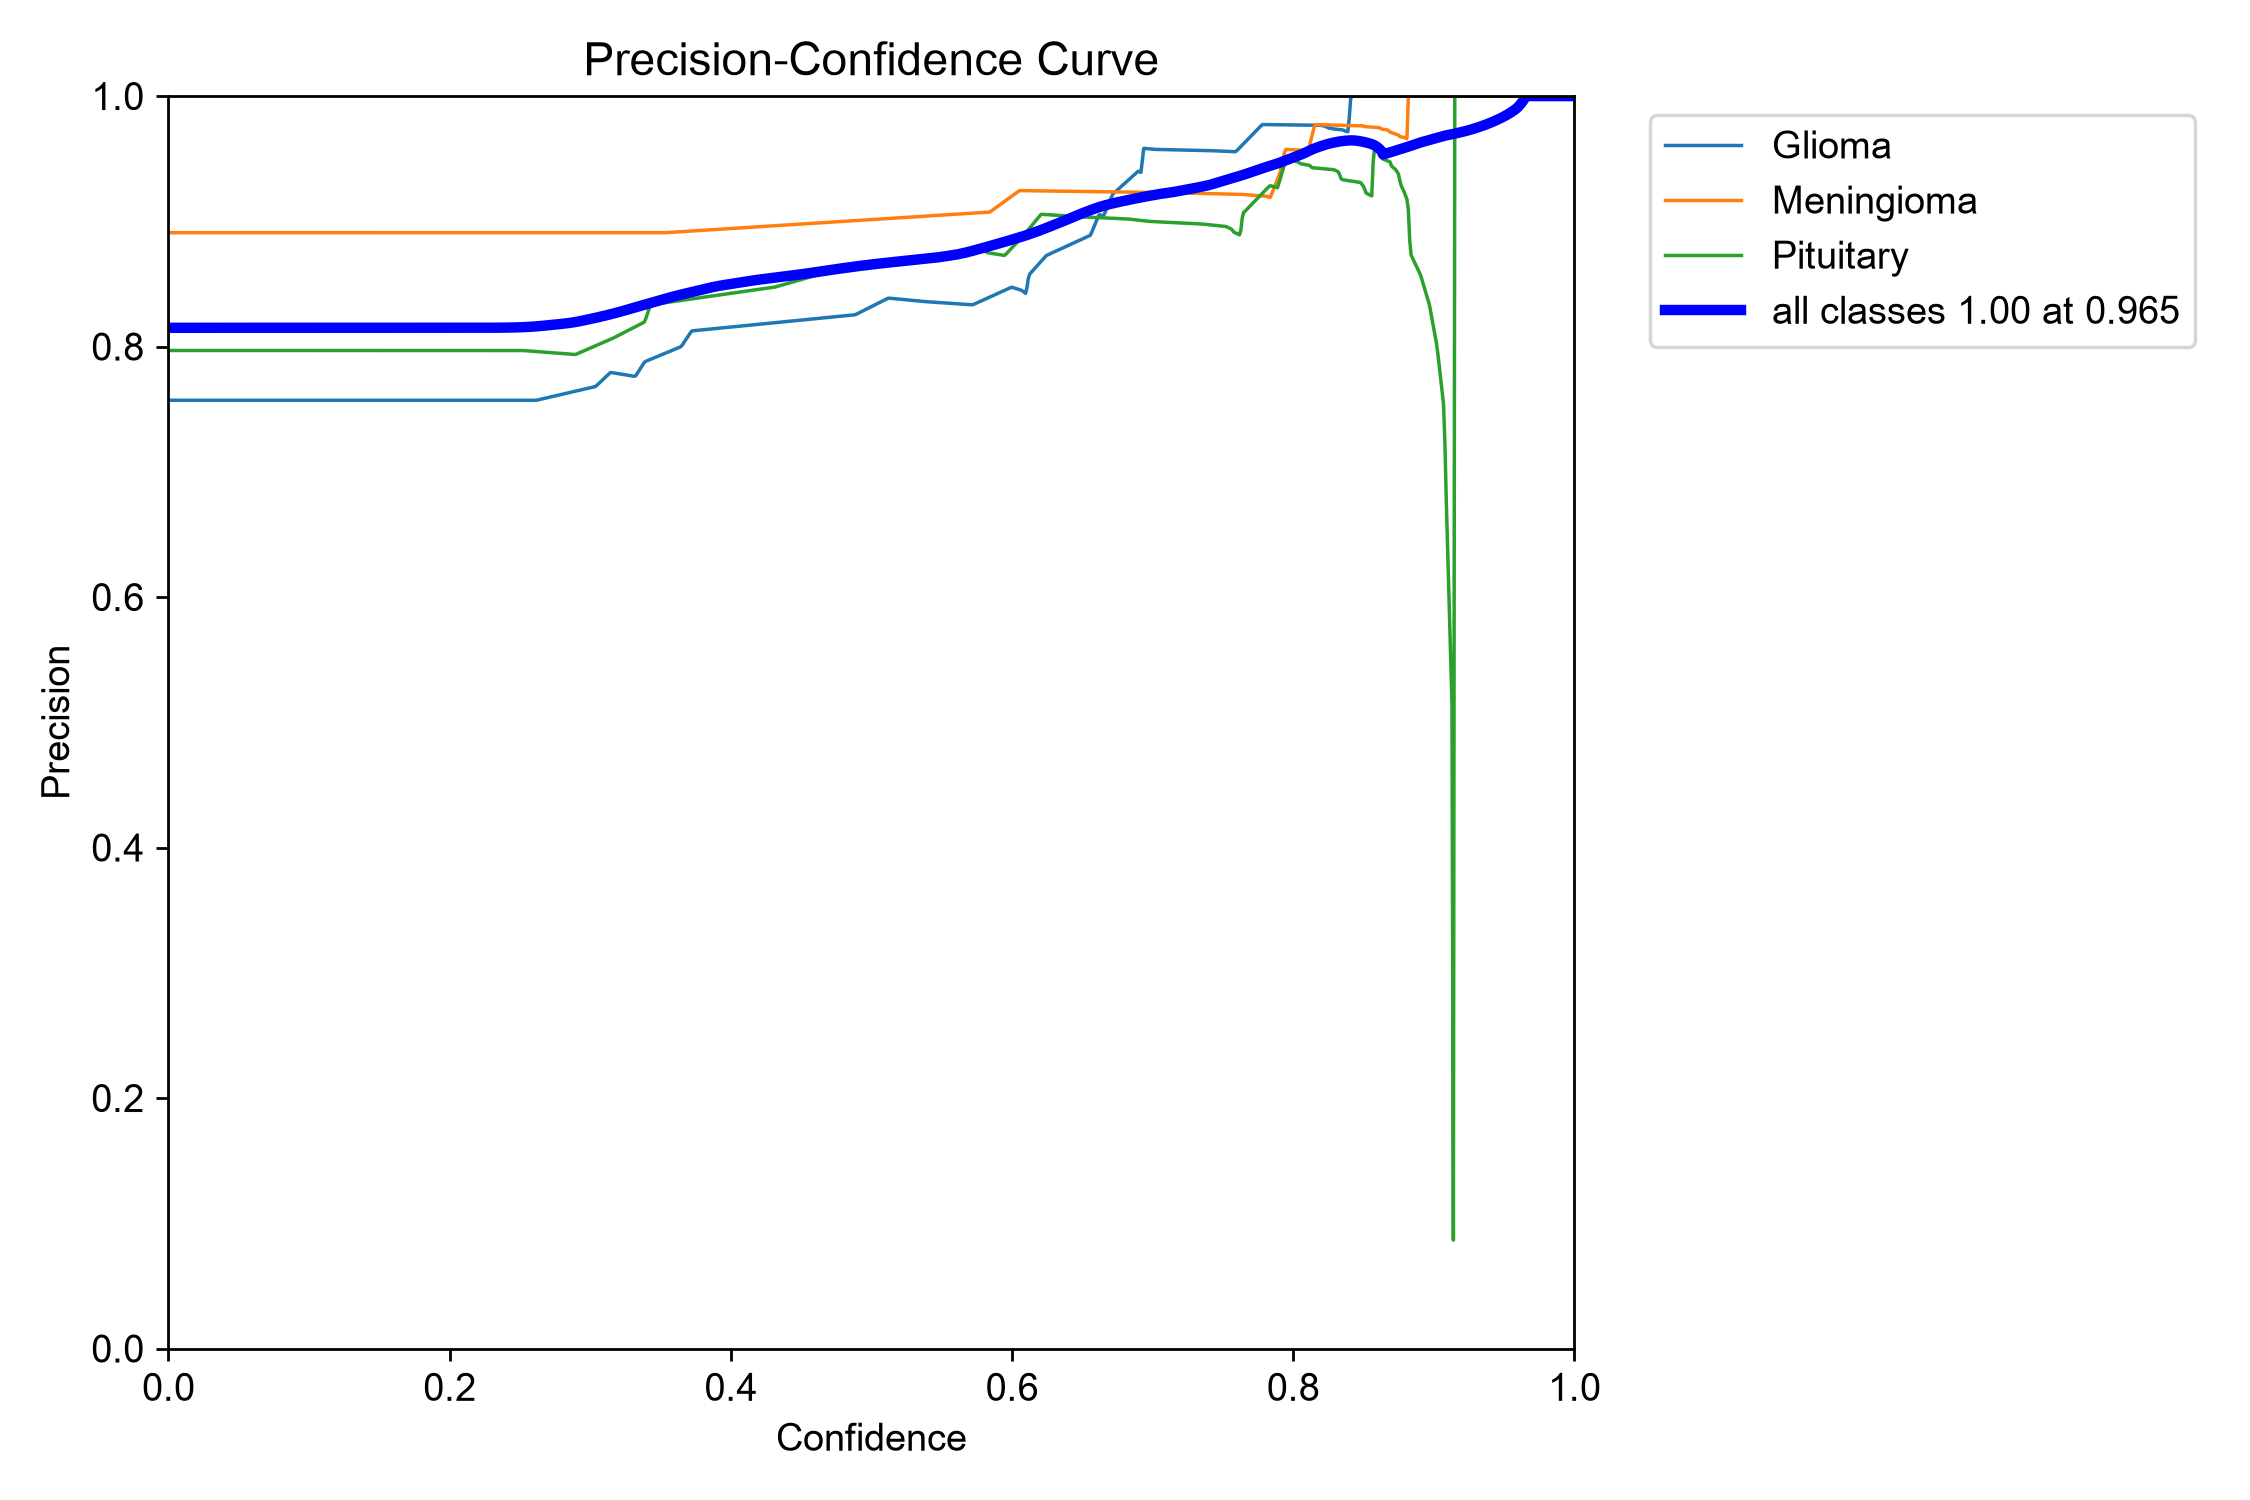 Precision-Confidence Curve
1.0
0.8
0.6
0.4
0.2
0.0
Precision
0.0 0.2 0.4 0.6 0.8 1.0
Confidence
Glioma
Meningioma
Pituitary
all classes 1.00 at 0.965